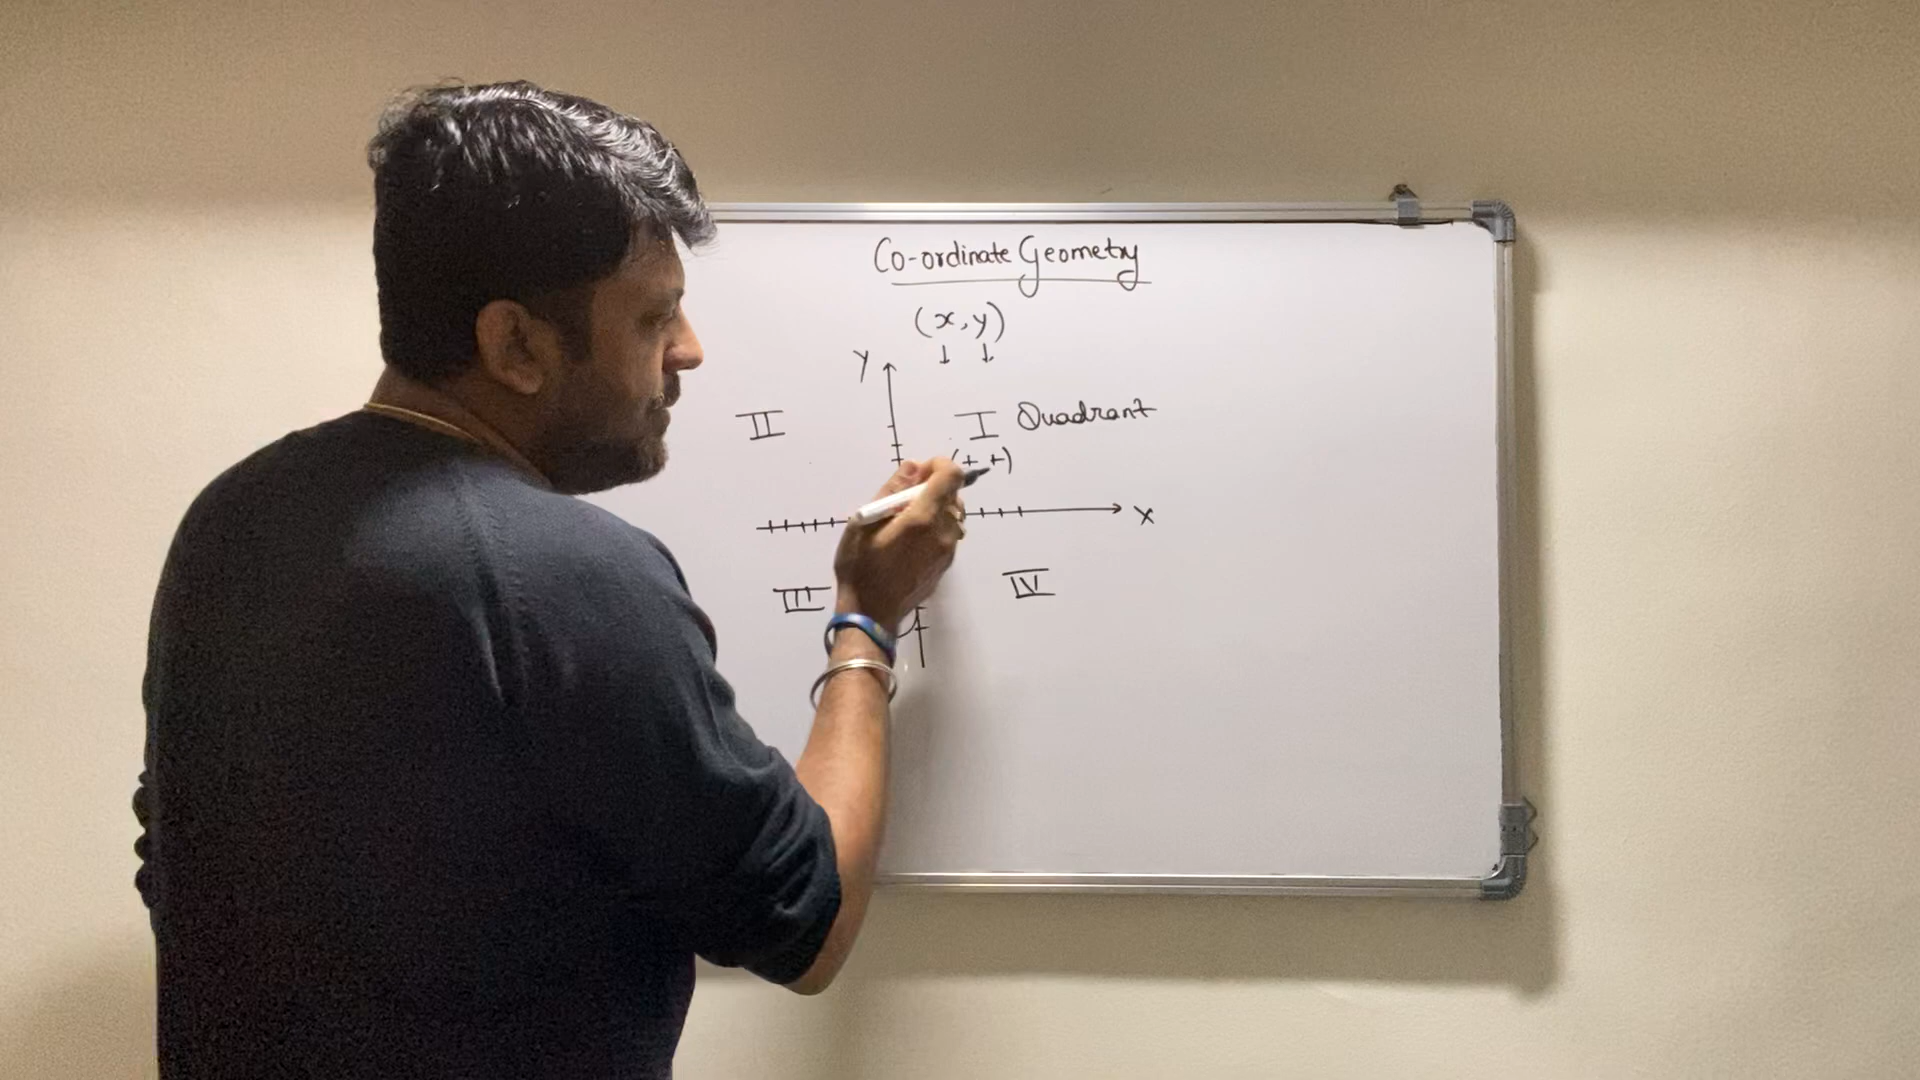 Co-ordinate Geometry
(x, y)
↓ ↓
Y
II
I Quadrant
(+ +)
X
III
IV